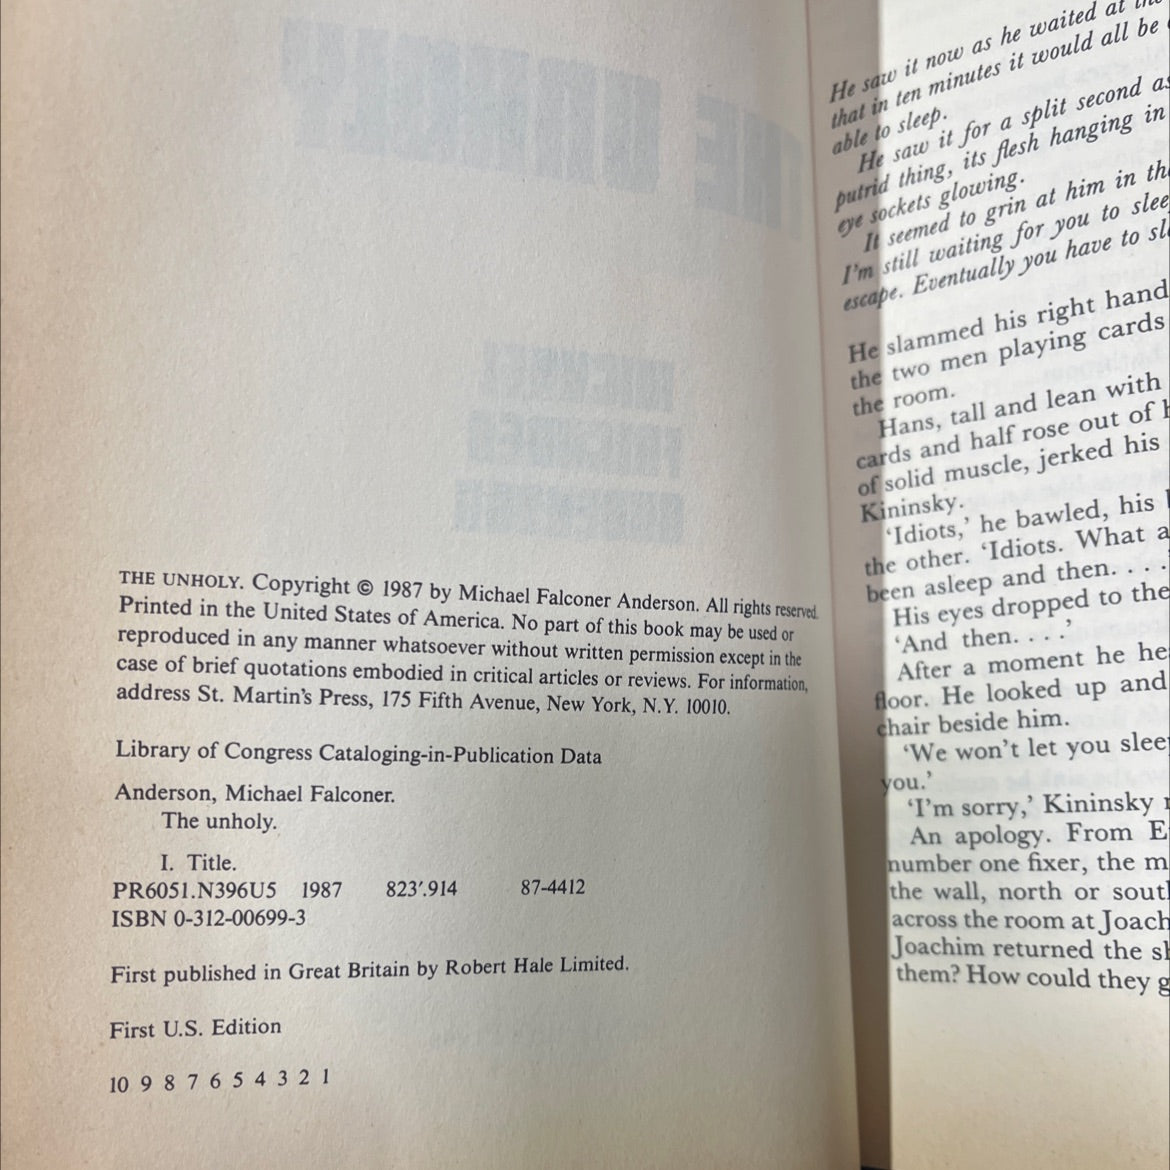 THE UNHOLY. Copyright © 1987 by Michael Falconer Anderson. All rights reserved.
Printed in the United States of America. No part of this book may be used or
reproduced in any manner whatsoever without written permission except in the
case of brief quotations embodied in critical articles or reviews. For information,
address St. Martin's Press, 175 Fifth Avenue, New York, N.Y. 10010.
Library of Congress Cataloging-in-Publication Data
Anderson, Michael Falconer.
The unholy.
I. Title.
PR6051.N396U5 1987 823'.914 87-4412
ISBN 0-312-00699-3
First published in Great Britain by Robert Hale Limited.
First U.S. Edition
10 9 8 7 6 5 4 3 2 1
He saw it now as he waited at the
that in ten minutes it would all be
able to sleep.
He saw it for a split second as
putrid thing, its flesh hanging in
eye sockets glowing.
It seemed to grin at him in the
I'm still waiting for you to
escape. Eventually you have to
He slammed his right hand
the two men playing cards
the room.
Hans, tall and lean with
cards and half rose out of
of solid muscle, jerked his
Kininsky.
'Idiots,' he bawled, his
the other. 'Idiots. What
been asleep and then. . . .
His eyes dropped to the
'And then. . . .'
After a moment he
floor. He looked up and
chair beside him.
'We won't let you
you.'
'I'm sorry,' Kininsky
An apology. From
number one fixer, the
the wall, north or
across the room at
Joachim returned the
them? How could they